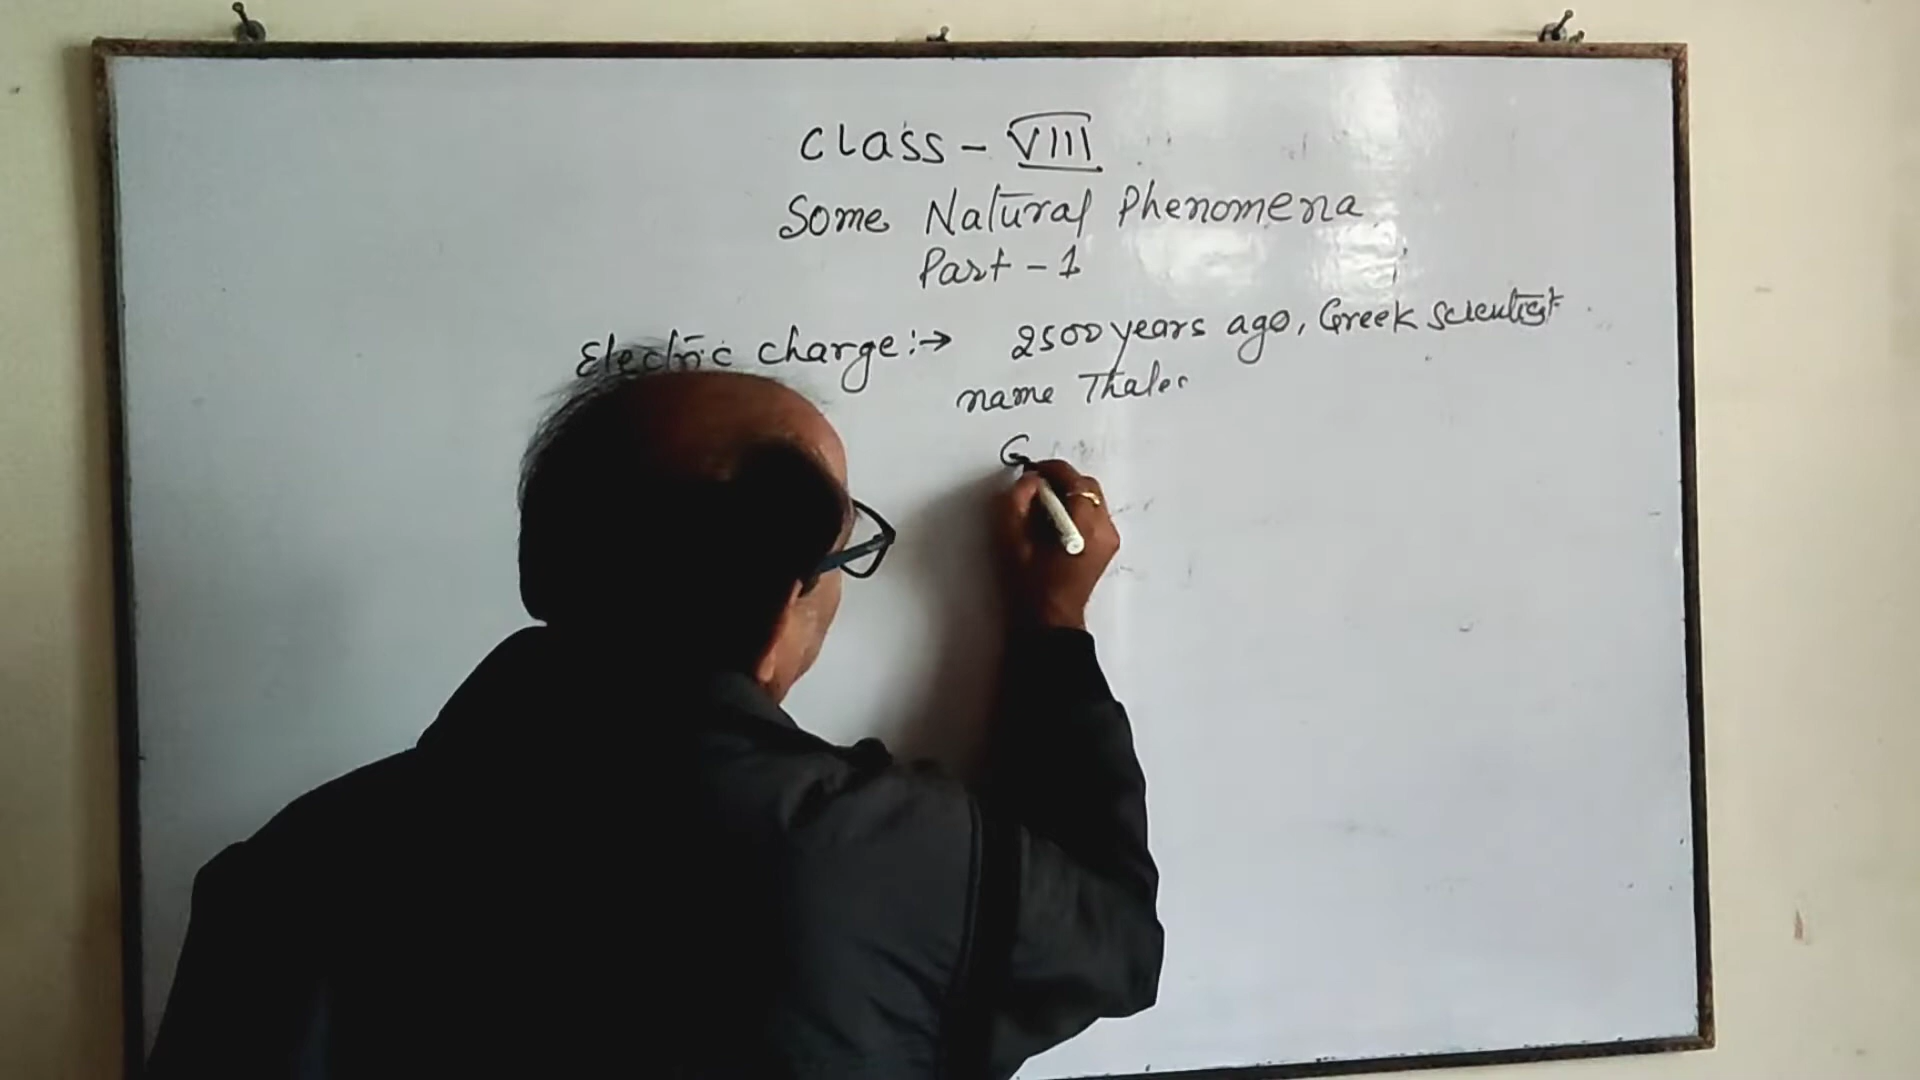 Class - VIII
Some Natural Phenomena
Part - 1
Electric charge :→ 2500 years ago, Greek scientist
name Thales
G